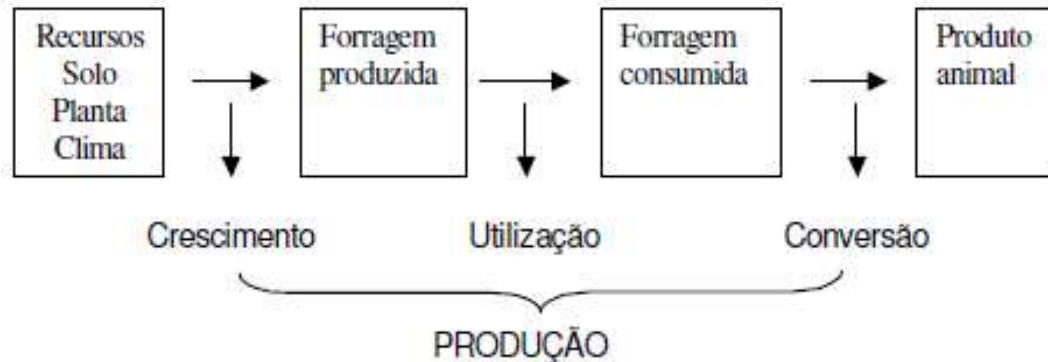 Recursos
Solo
Planta
Clima
Forragem
produzida
Forragem
consumida
Produto
animal
Crescimento
Utilização
Conversão
PRODUÇÃO